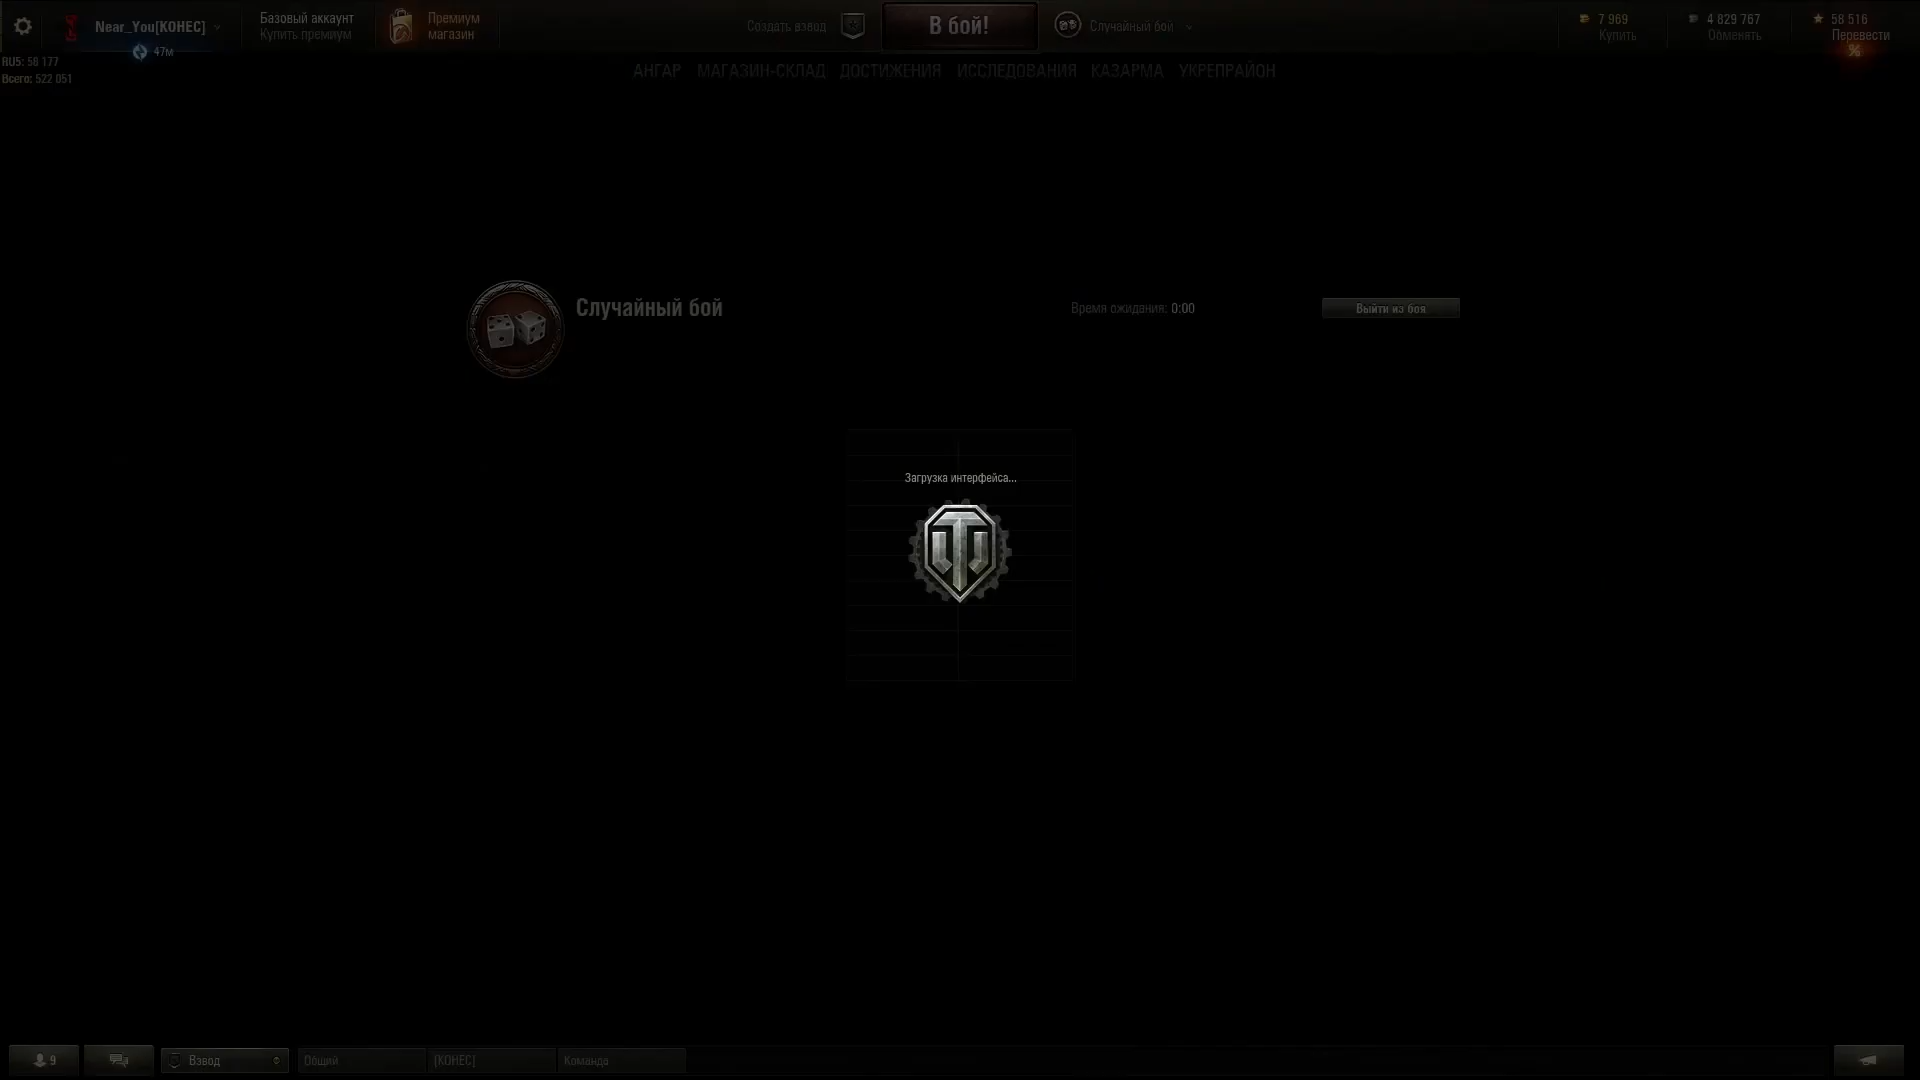 Near_You[КОНЕС]
Базовый аккаунт
Купить премиум
Премиум
магазин
Создать взвод
В бой!
Случайный бой
7 969
Купить
4 829 767
Обменять
58 516
Перевести
%
47м
RU5: 58 177
Всего: 522 051
АНГАР МАГАЗИН-СКЛАД ДОСТИЖЕНИЯ ИССЛЕДОВАНИЯ КАЗАРМА УКРЕПРАЙОН
Случайный бой
Время ожидания: 0:00
Выйти из боя
Загрузка интерфейса...
9
Взвод
Общий
[КОНЕС]
Команда